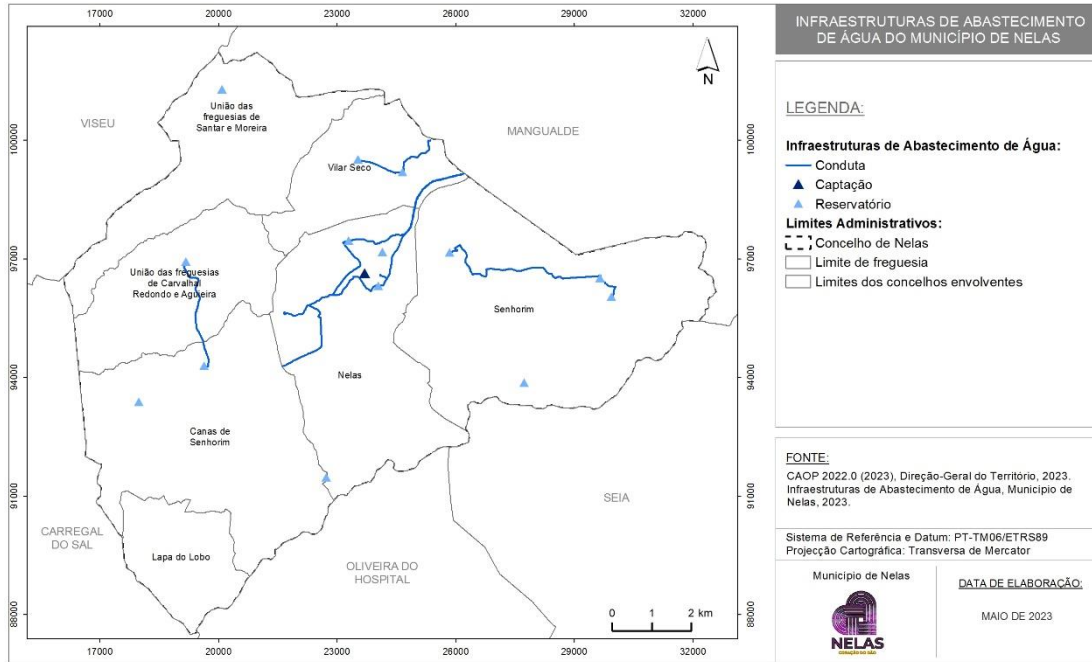 17000 20000 23000 26000 29000 32000
INFRAESTRUTURAS DE ABASTECIMENTO
DE ÁGUA DO MUNICÍPIO DE NELAS
N
VISEU
União das
freguesias de
Santar e Moreira
MANGUALDE
Vilar Seco
União das freguesias
de Carvalhal
Redondo e Aguieira
Senhorim
Nelas
Canas de
Senhorim
SEIA
CARREGAL
DO SAL
Lapa do Lobo
OLIVEIRA DO
HOSPITAL
0 1 2 km
100000
97000
94000
91000
88000
100000
97000
94000
91000
88000
17000 20000 23000 26000 29000 32000
LEGENDA:
Infraestruturas de Abastecimento de Água:
Conduta
Captação
Reservatório
Limites Administrativos:
Concelho de Nelas
Limite de freguesia
Limites dos concelhos envolventes
FONTE:
CAOP 2022.0 (2023), Direção-Geral do Território, 2023.
Infraestruturas de Abastecimento de Água, Município de
Nelas, 2023.
Sistema de Referência e Datum: PT-TM06/ETRS89
Projecção Cartográfica: Transversa de Mercator
Município de Nelas
NELAS
CORAÇÃO DO DÃO
DATA DE ELABORAÇÃO:
MAIO DE 2023